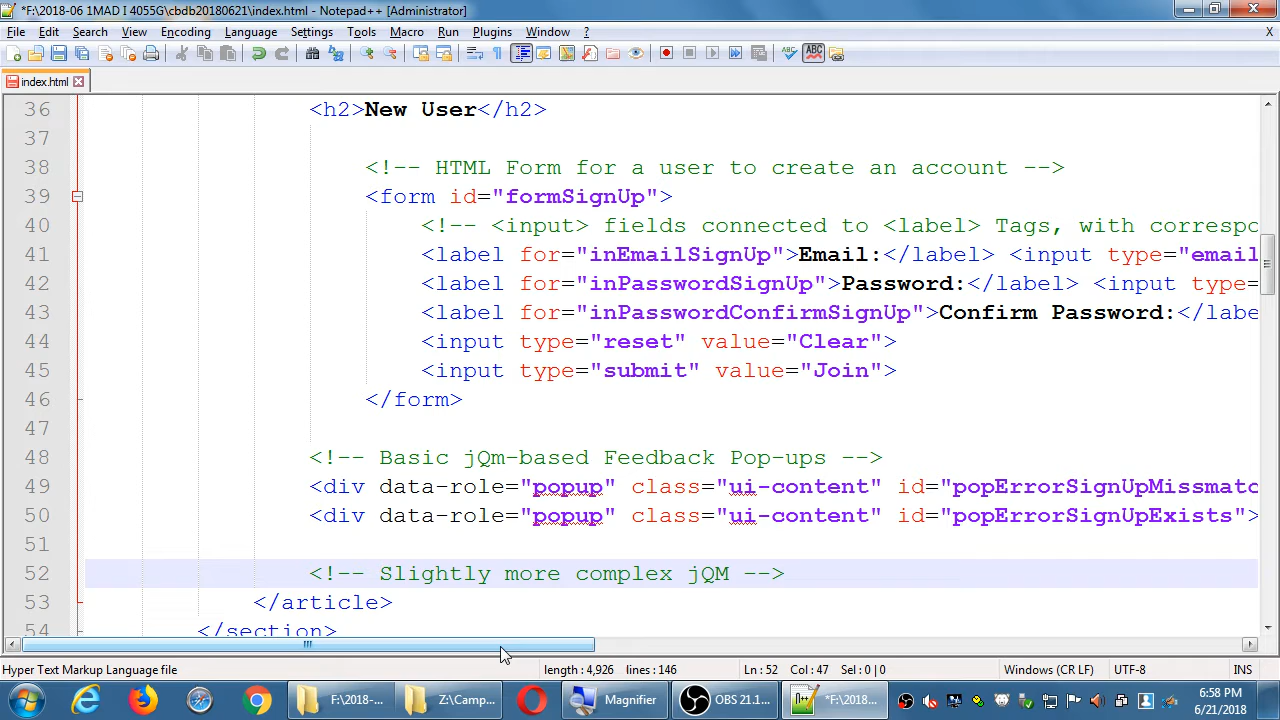 *F:\2018-06 1MAD I 4055G\cbdb20180621\index.html - Notepad++ [Administrator]
File Edit Search View Encoding Language Settings Tools Macro Run Plugins Window ? X
index.html
36 <h2>New User</h2>
37
38 <!-- HTML Form for a user to create an account -->
39 <form id="formSignUp">
40 <!-- <input> fields connected to <label> Tags, with correspo
41 <label for="inEmailSignUp">Email:</label> <input type="email
42 <label for="inPasswordSignUp">Password:</label> <input type=
43 <label for="inPasswordConfirmSignUp">Confirm Password:</labe
44 <input type="reset" value="Clear">
45 <input type="submit" value="Join">
46 </form>
47
48 <!-- Basic jQm-based Feedback Pop-ups -->
49 <div data-role="popup" class="ui-content" id="popErrorSignUpMissmatc
50 <div data-role="popup" class="ui-content" id="popErrorSignUpExists">
51
52 <!-- Slightly more complex jQM -->
53 </article>
54 </section>
Hyper Text Markup Language file length : 4,926 lines : 146 Ln : 52 Col : 47 Sel : 0 | 0 Windows (CR LF) UTF-8 INS
F:\2018-... Z:\Camp... Magnifier OBS 21.1... *F:\2018... 6:58 PM
6/21/2018